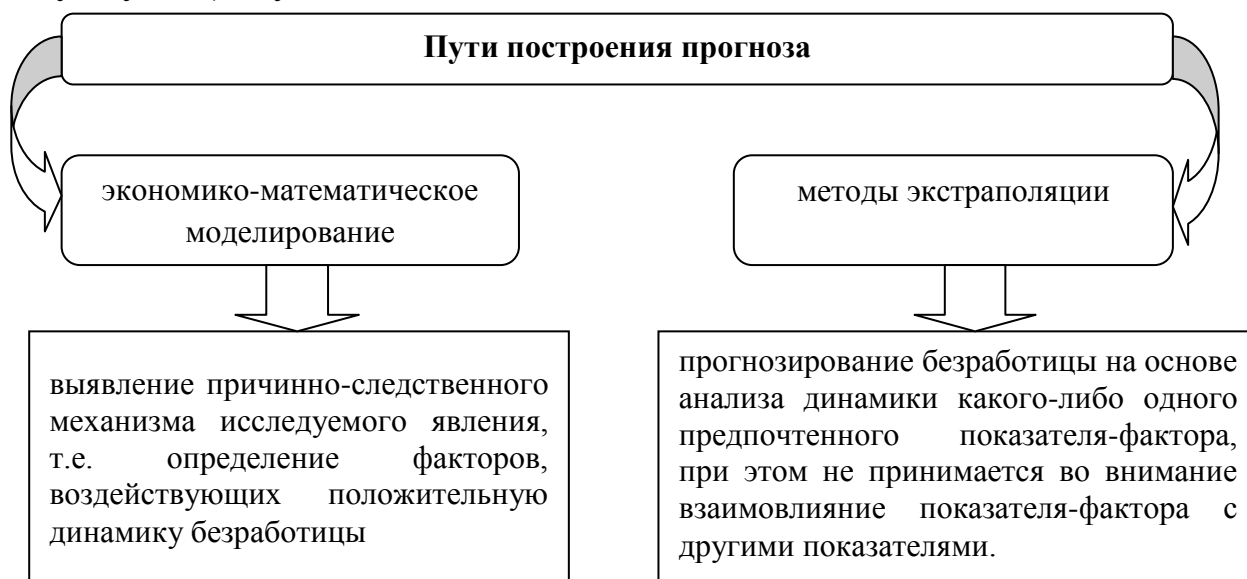 Пути построения прогноза
экономико-математическое
моделирование
методы экстраполяции
выявление причинно-следственного
механизма исследуемого явления,
т.е. определение факторов,
воздействующих положительную
динамику безработицы
прогнозирование безработицы на основе
анализа динамики какого-либо одного
предпочтенного показателя-фактора,
при этом не принимается во внимание
взаимовлияние показателя-фактора с
другими показателями.